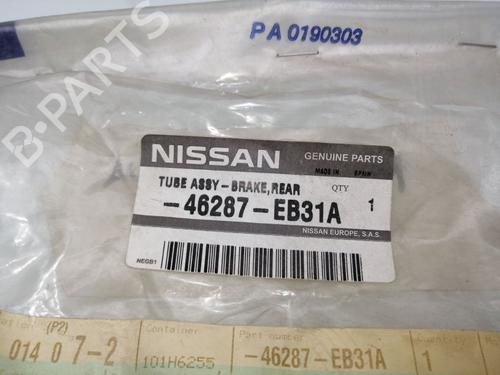 PA 0190303
B-PARTS
NISSAN
GENUINE PARTS
MADE IN SPAIN
TUBE ASSY-BRAKE,REAR
QTY
-46287-EB31A
1
NISSAN EUROPE, S.A.S.
NEGB1
(P2)
Container
Part number
Quantity
014 0 7-2
101H6255
-46287-EB31A
1